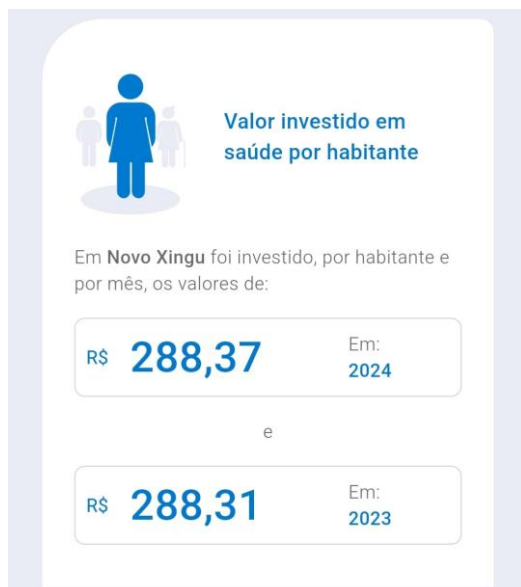 Valor investido em
saúde por habitante
Em Novo Xingu foi investido, por habitante e
por mês, os valores de:
R$ 288,37 Em:
2024
e
R$ 288,31 Em:
2023